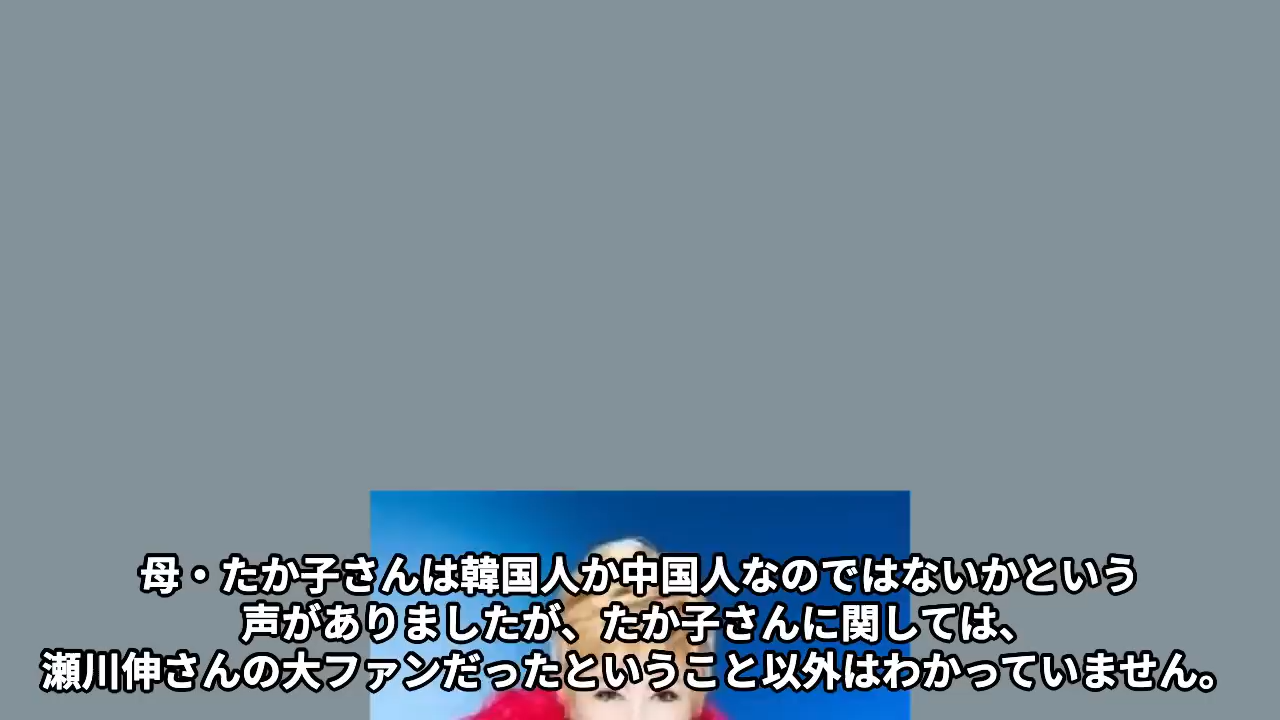 母・たか子さんは韓国人か中国人なのではないかという
声がありましたが、たか子さんに関しては、
瀬川伸さんの大ファンだったということ以外はわかっていません。